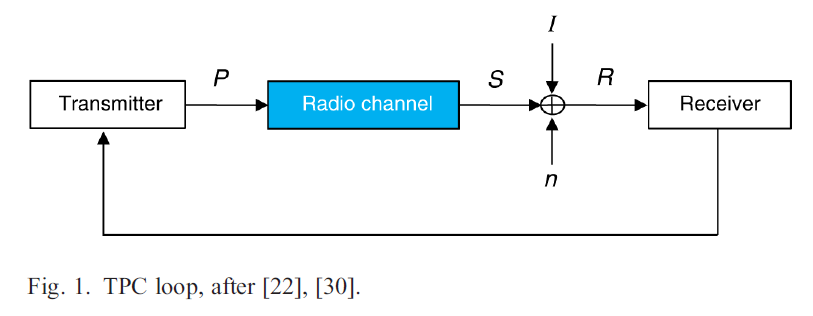 I
P
S
R
Transmitter
Radio channel
Receiver
n
Fig. 1. TPC loop, after [22], [30].